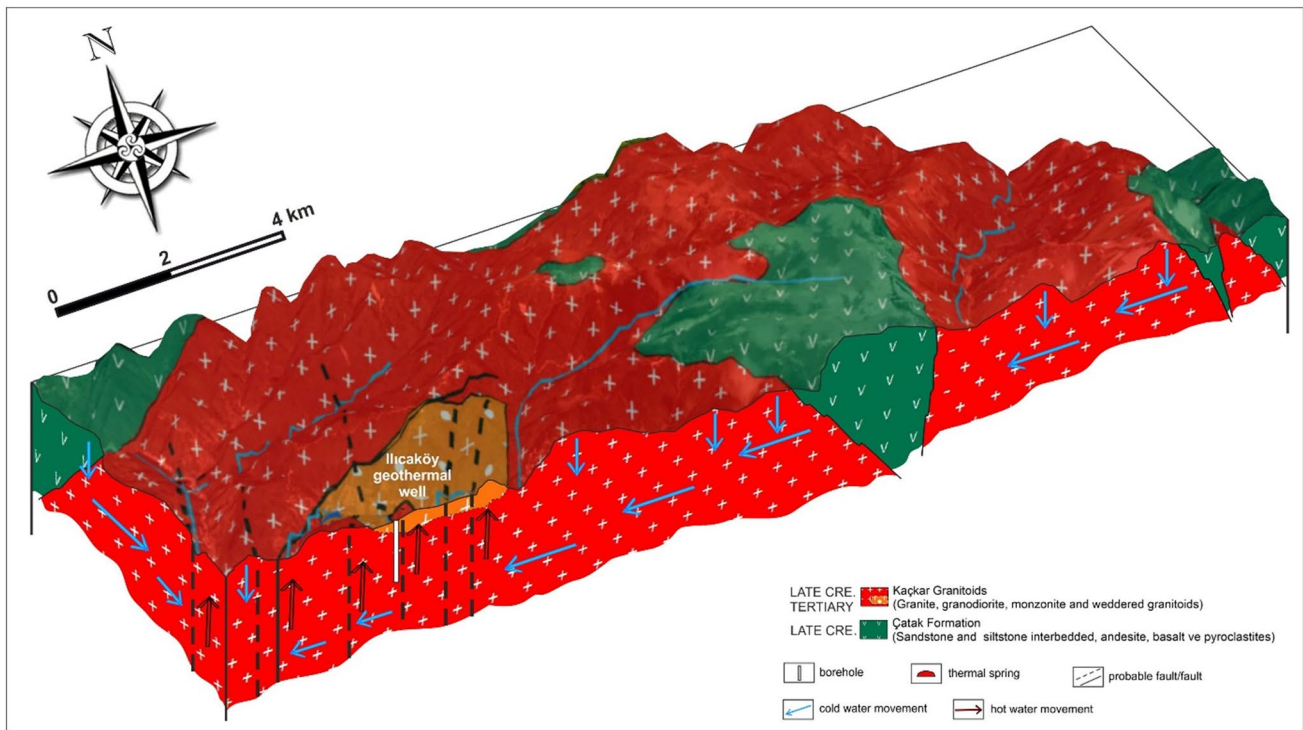 N
0 2 4 km
Ilıcaköy
geothermal
well
LATE CRE.
TERTIARY
Kaçkar Granitoids
(Granite, granodiorite, monzonite and weddered granitoids)
LATE CRE.
Çatak Formation
(Sandstone and siltstone interbedded, andesite, basalt ve pyroclastites)
borehole
thermal spring
probable fault/fault
cold water movement
hot water movement